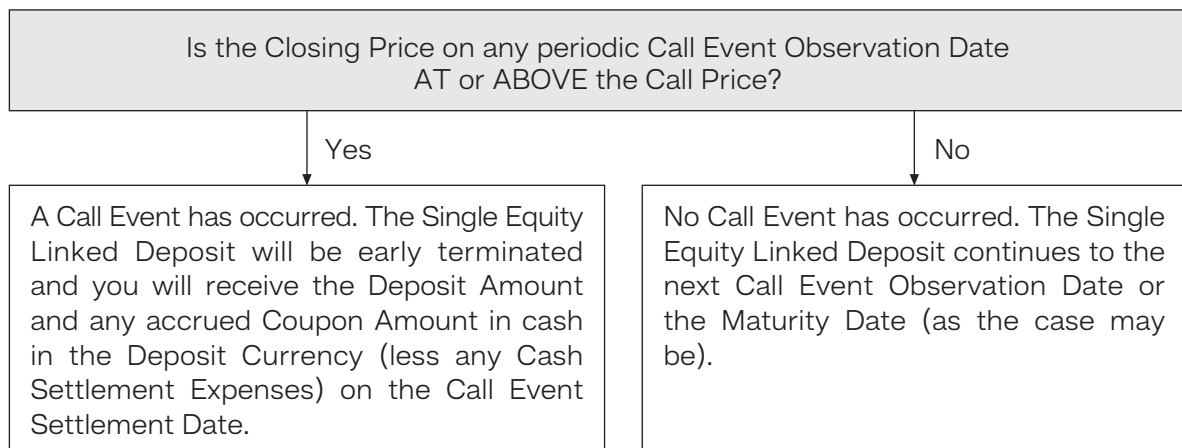 Is the Closing Price on any periodic Call Event Observation Date
AT or ABOVE the Call Price?
Yes
No
A Call Event has occurred. The Single Equity
Linked Deposit will be early terminated
and you will receive the Deposit Amount
and any accrued Coupon Amount in cash
in the Deposit Currency (less any Cash
Settlement Expenses) on the Call Event
Settlement Date.
No Call Event has occurred. The Single
Equity Linked Deposit continues to the
next Call Event Observation Date or
the Maturity Date (as the case may
be).